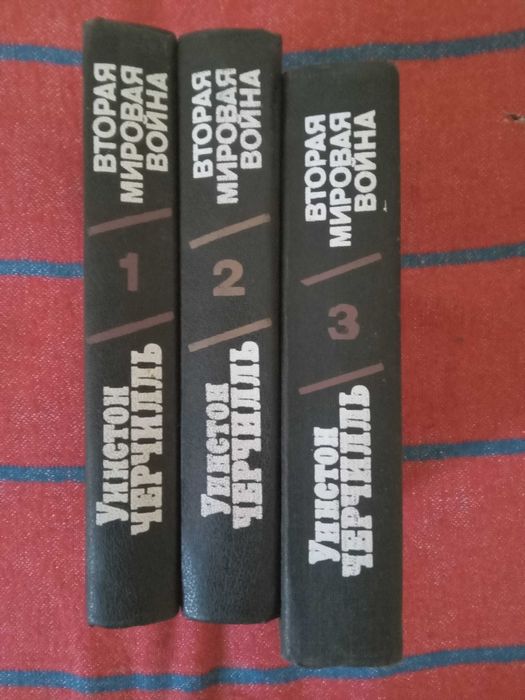 Уинстон
ЧЕРЧИЛЛЬ
1
ВТОРАЯ
МИРОВАЯ
ВОЙНА
Уинстон
ЧЕРЧИЛЛЬ
2
ВТОРАЯ
МИРОВАЯ
ВОЙНА
Уинстон
ЧЕРЧИЛЛЬ
3
ВТОРАЯ
МИРОВАЯ
ВОЙНА